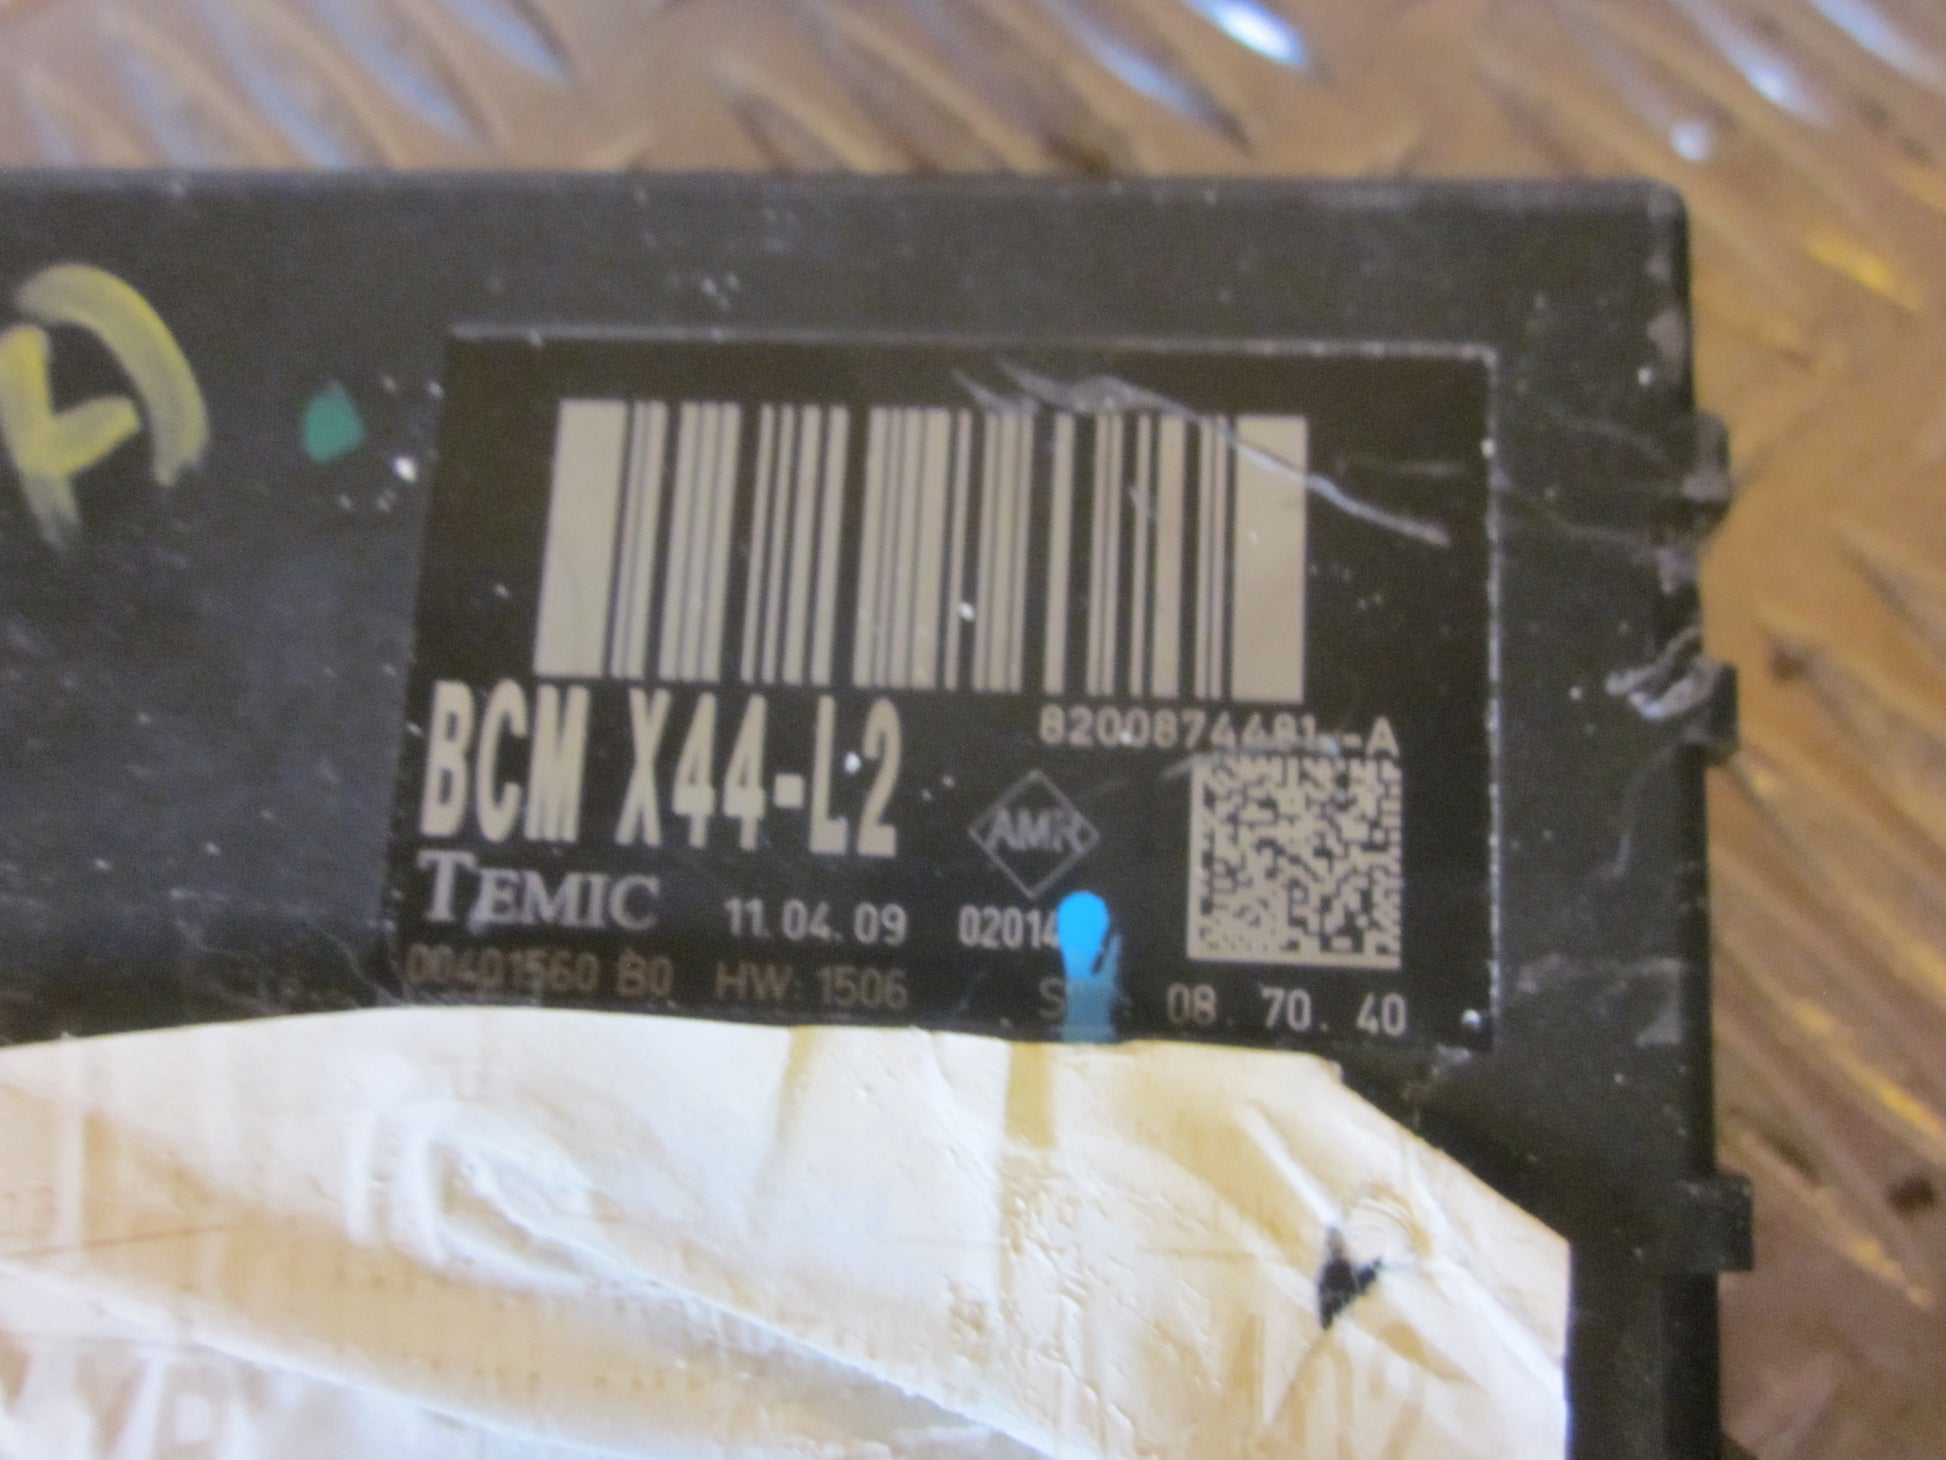 8200874481--A
BCM X44-L2
AMR
TEMIC 11.04.09 02014
00401560 B0 HW: 1506 08. 70. 40